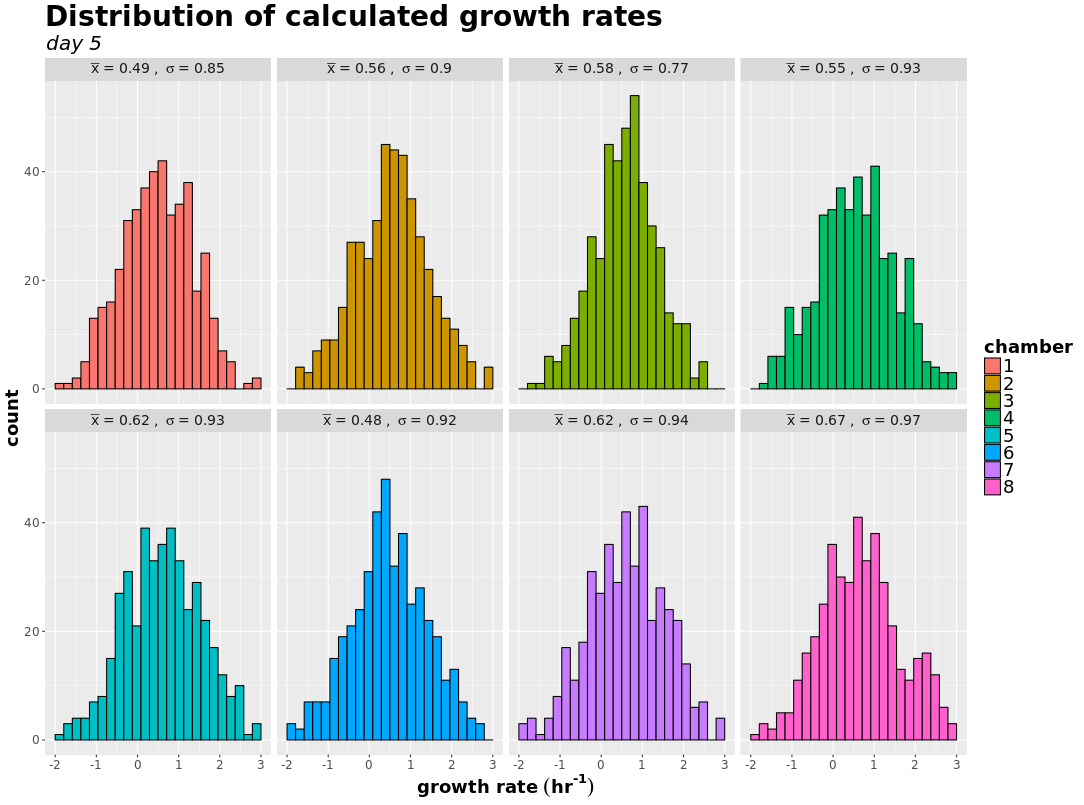 Distribution of calculated growth rates
day 5
x̅ = 0.49 , σ = 0.85
x̅ = 0.56 , σ = 0.9
x̅ = 0.58 , σ = 0.77
x̅ = 0.55 , σ = 0.93
40
20
0
x̅ = 0.62 , σ = 0.93
x̅ = 0.48 , σ = 0.92
x̅ = 0.62 , σ = 0.94
x̅ = 0.67 , σ = 0.97
40
20
0
-2 -1 0 1 2 3
-2 -1 0 1 2 3
-2 -1 0 1 2 3
-2 -1 0 1 2 3
count
growth rate (hr⁻¹)
chamber
1
2
3
4
5
6
7
8